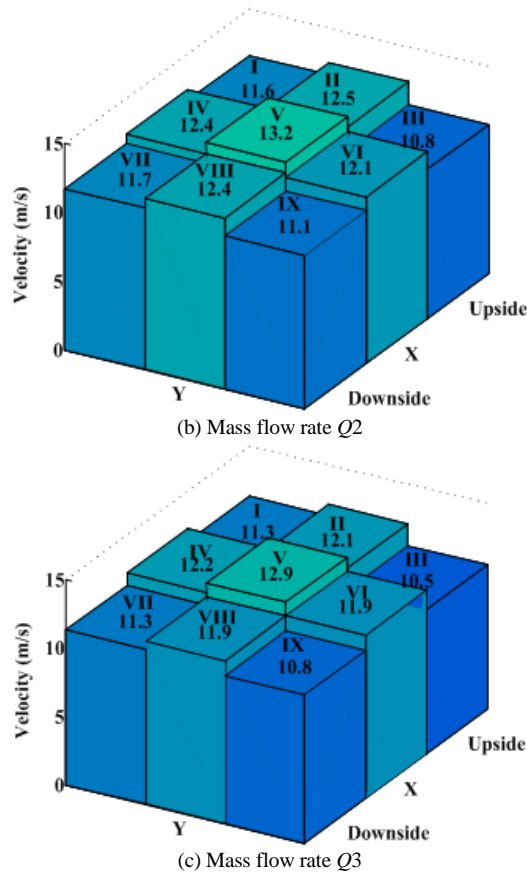 I
11.6
II
12.5
III
10.8
IV
12.4
V
13.2
VI
12.1
VII
11.7
VIII
12.4
IX
11.1
15
10
5
0
Velocity (m/s)
Y
X
Upside
Downside
(b) Mass flow rate Q2
I
11.3
II
12.1
III
10.5
IV
12.2
V
12.9
VI
11.9
VII
11.3
VIII
11.9
IX
10.8
15
10
5
0
Velocity (m/s)
Y
X
Upside
Downside
(c) Mass flow rate Q3